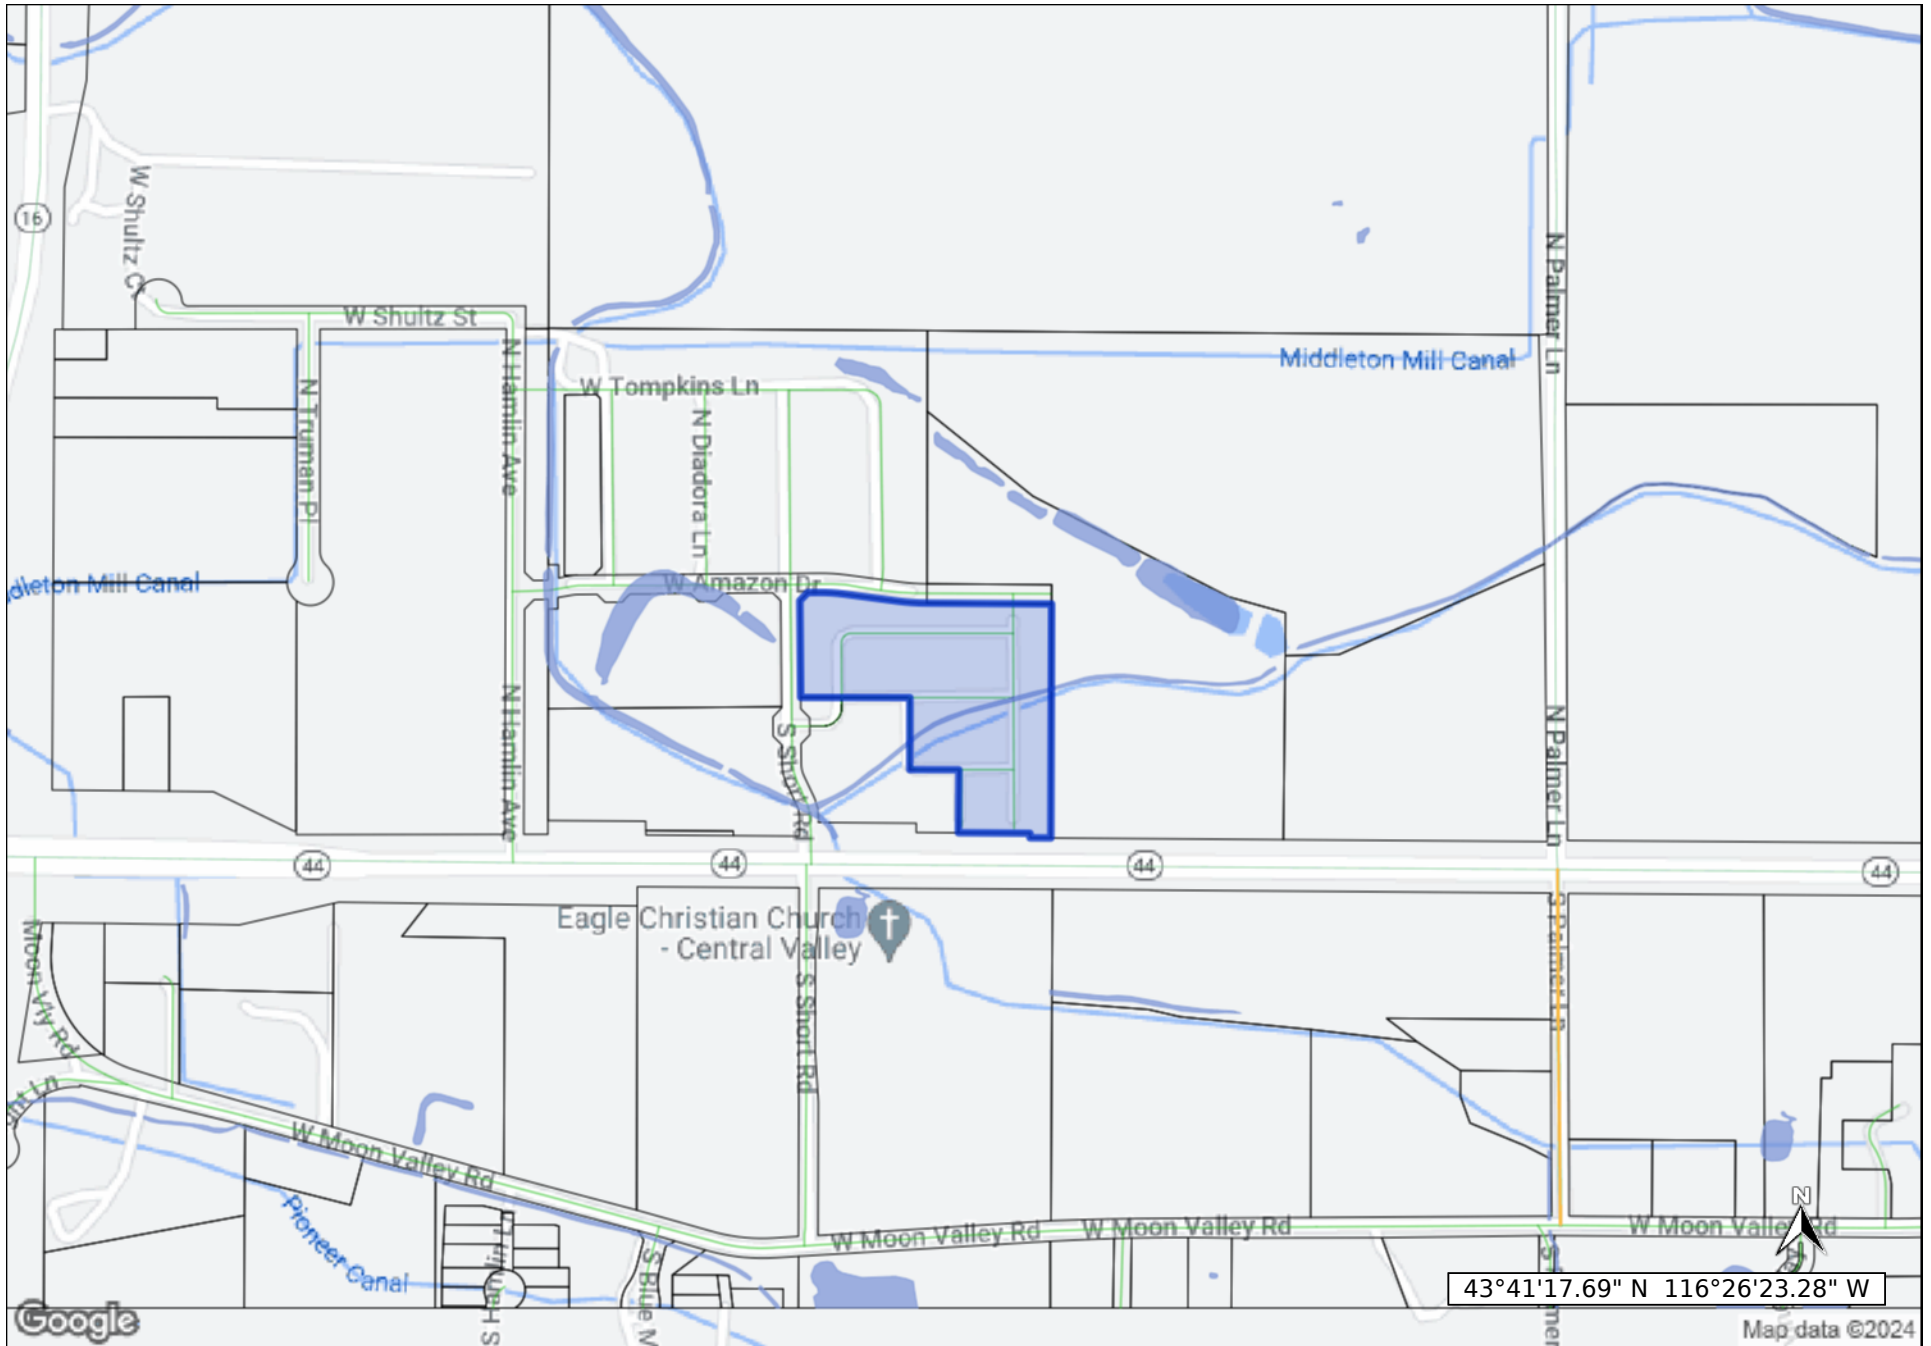 16
W Shultz Ct
W Shultz St
N Palmer Ln
Middleton Mill Canal
N Hamlin Ave
N Truman Pl
W Tompkins Ln
N Diadora Ln
dleton Mill Canal
W Amazon Dr
N Hamlin Ave
S Short Rd
N Palmer Ln
44
44
44
44
Eagle Christian Church
- Central Valley
Moon Vly Rd
S Short Rd
S Palmer Ln
W Moon Valley Rd
W Moon Valley Rd
W Moon Valley Rd
W Moon Valley Rd
N
Pioneer Canal
S Blue M
43°41'17.69" N 116°26'23.28" W
Google
Map data ©2024